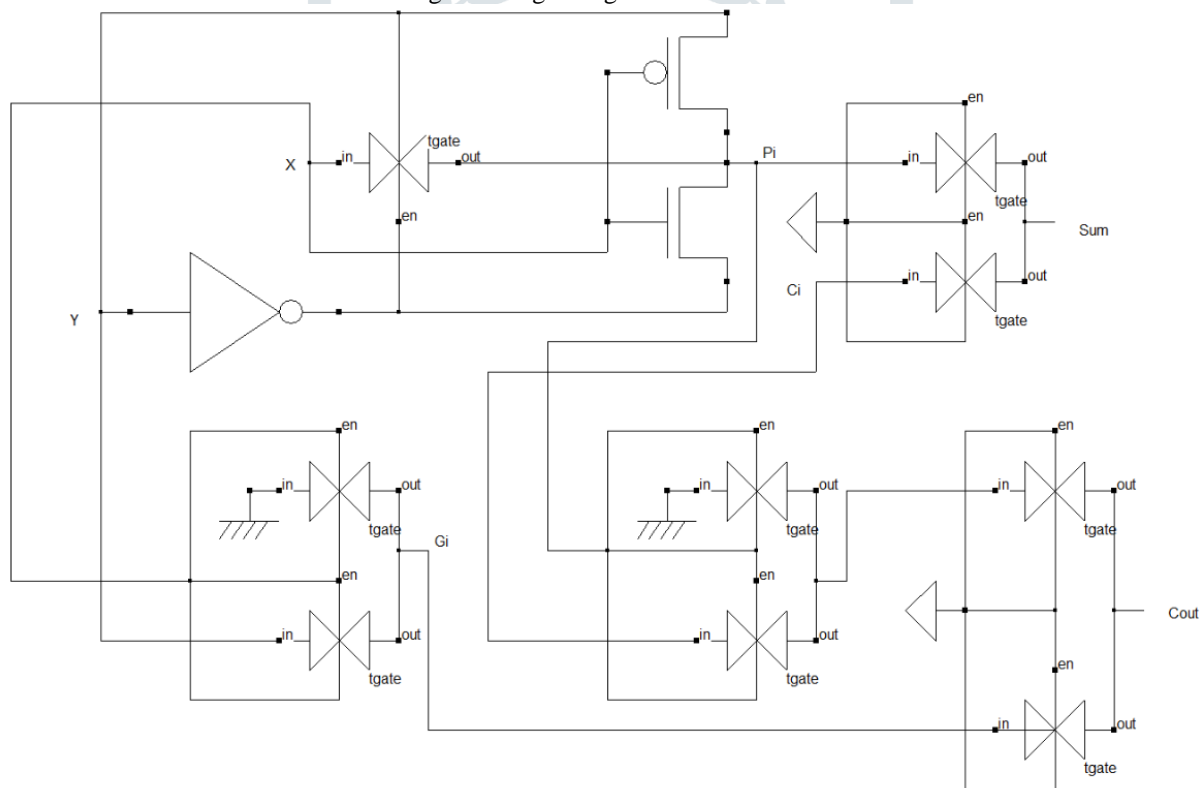 en
tgate
in
out
Pi
in
out
X
tgate
en
en
Sum
in
out
Ci
Y
tgate
en
en
en
in
out
in
out
in
out
tgate
tgate
tgate
Gi
en
en
in
out
in
out
Cout
en
tgate
tgate
in
out
tgate